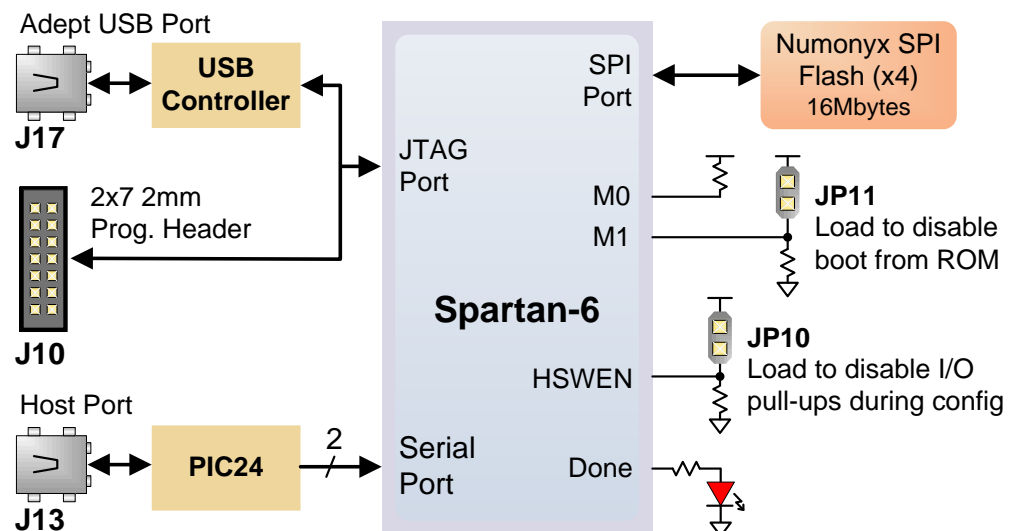 Adept USB Port
USB
Controller
J17
2x7 2mm
Prog. Header
J10
Host Port
PIC24
2
J13
SPI
Port
JTAG
Port
M0
M1
Spartan-6
HSWEN
Serial
Port
Done
Numonyx SPI
Flash (x4)
16Mbytes
JP11
Load to disable
boot from ROM
JP10
Load to disable I/O
pull-ups during config